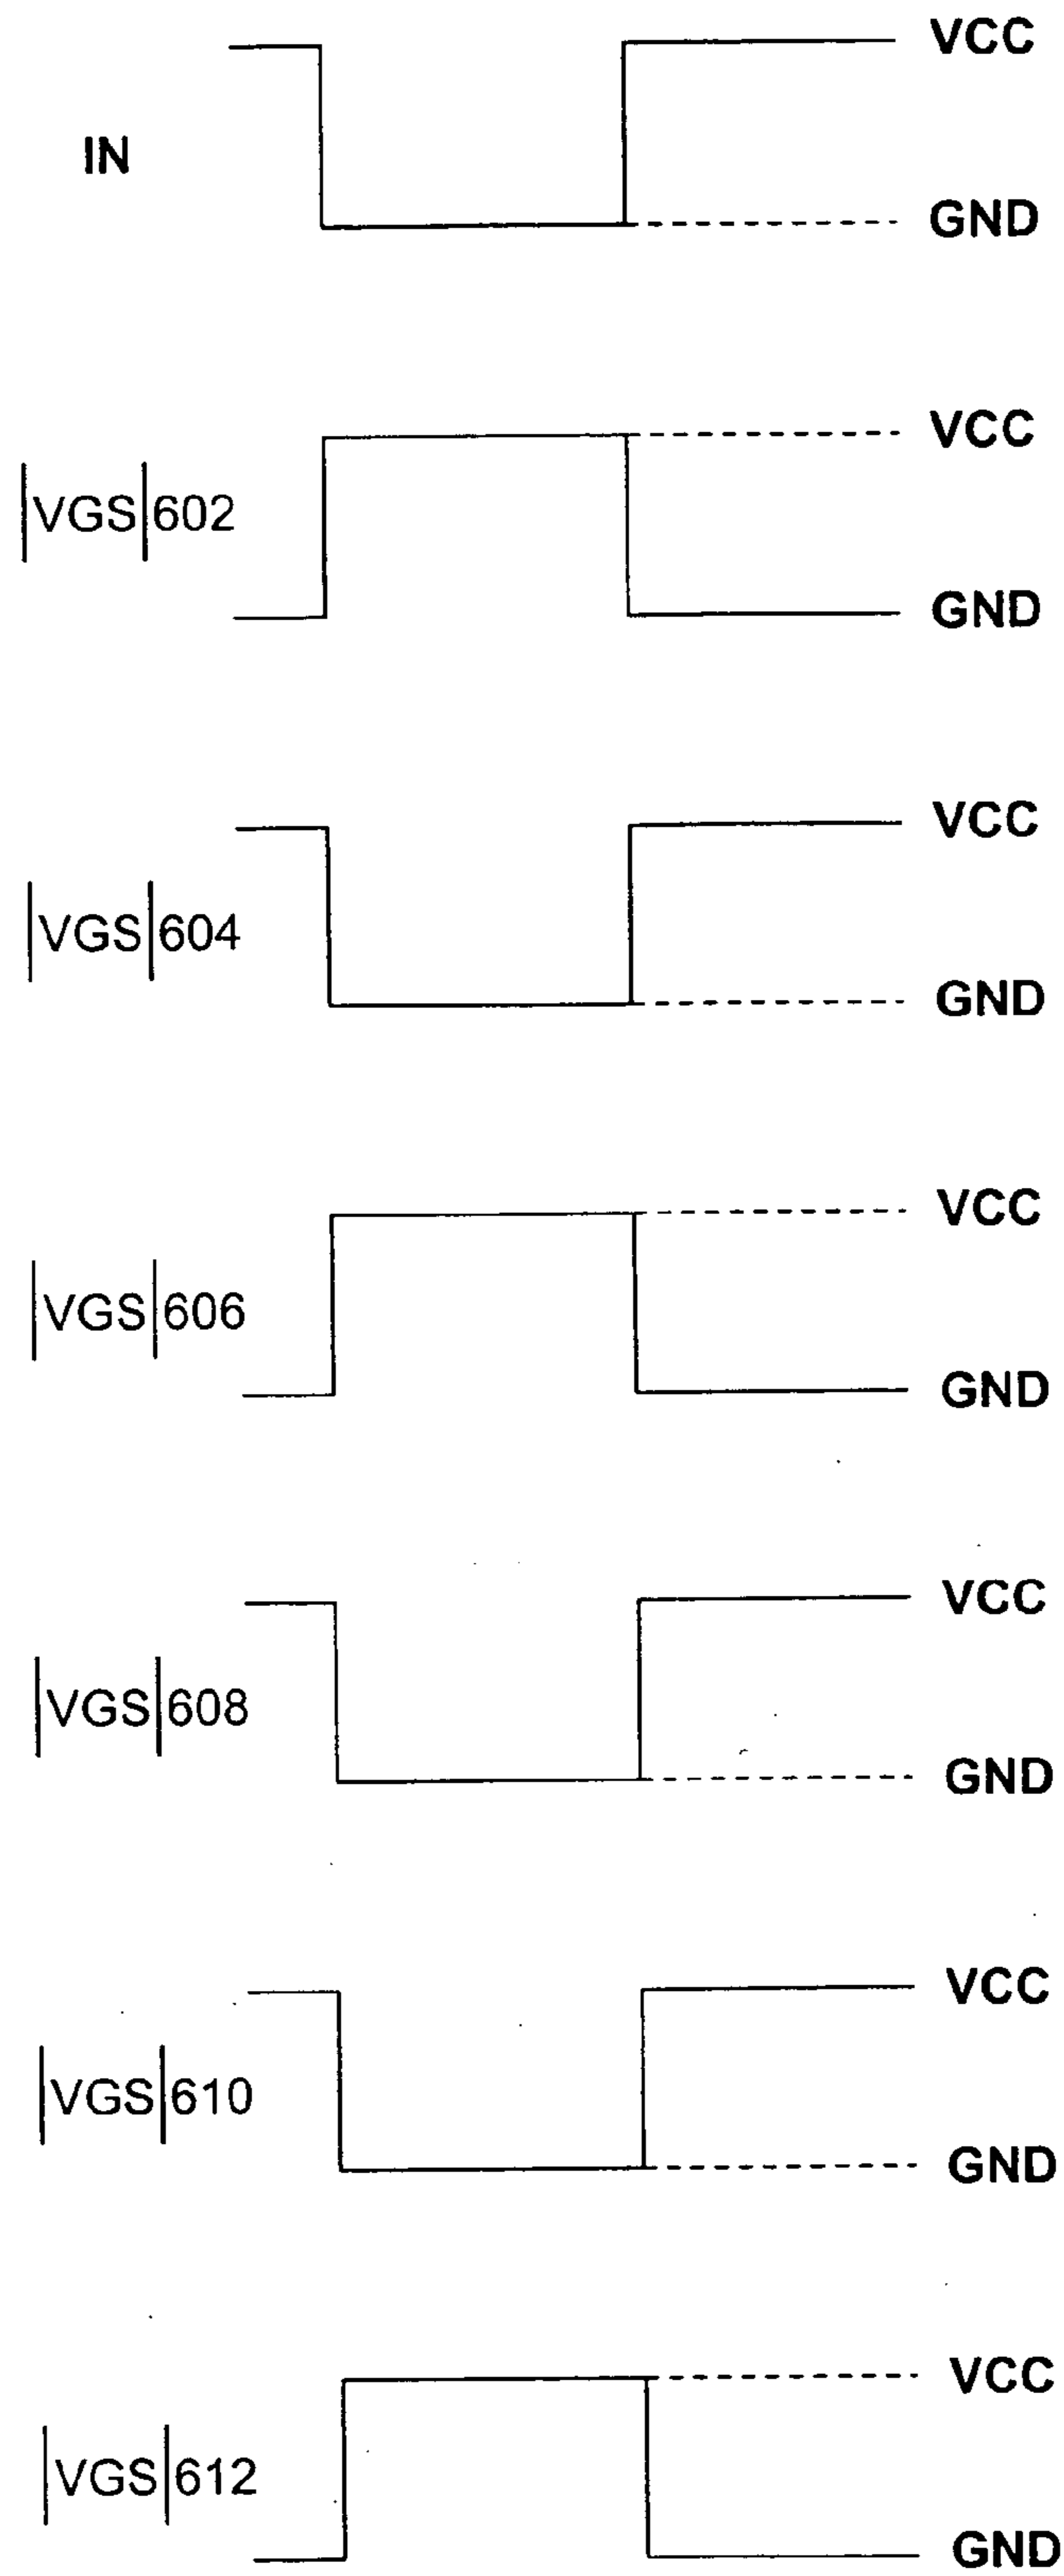 VCC
IN
GND
VCC
|VGS|602
GND
VCC
|VGS|604
GND
VCC
|VGS|606
GND
VCC
|VGS|608
GND
VCC
|VGS|610
GND
VCC
|VGS|612
GND